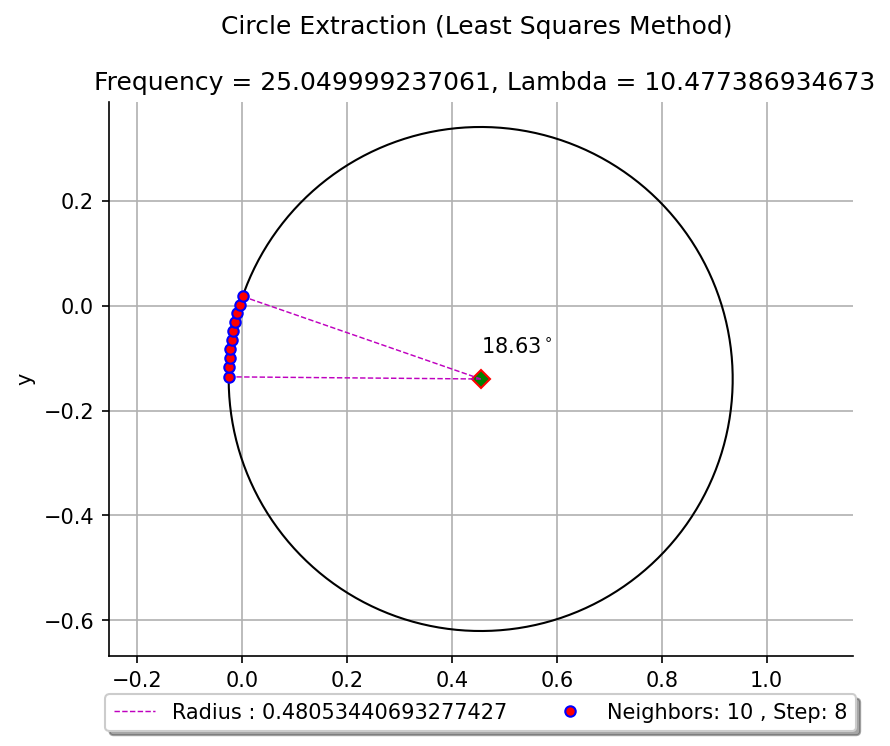 Circle Extraction (Least Squares Method)
Frequency = 25.049999237061, Lambda = 10.477386934673
0.2
0.0
−0.2
−0.4
−0.6
y
18.63°
−0.2 0.0 0.2 0.4 0.6 0.8 1.0
Radius : 0.48053440693277427 Neighbors: 10 , Step: 8